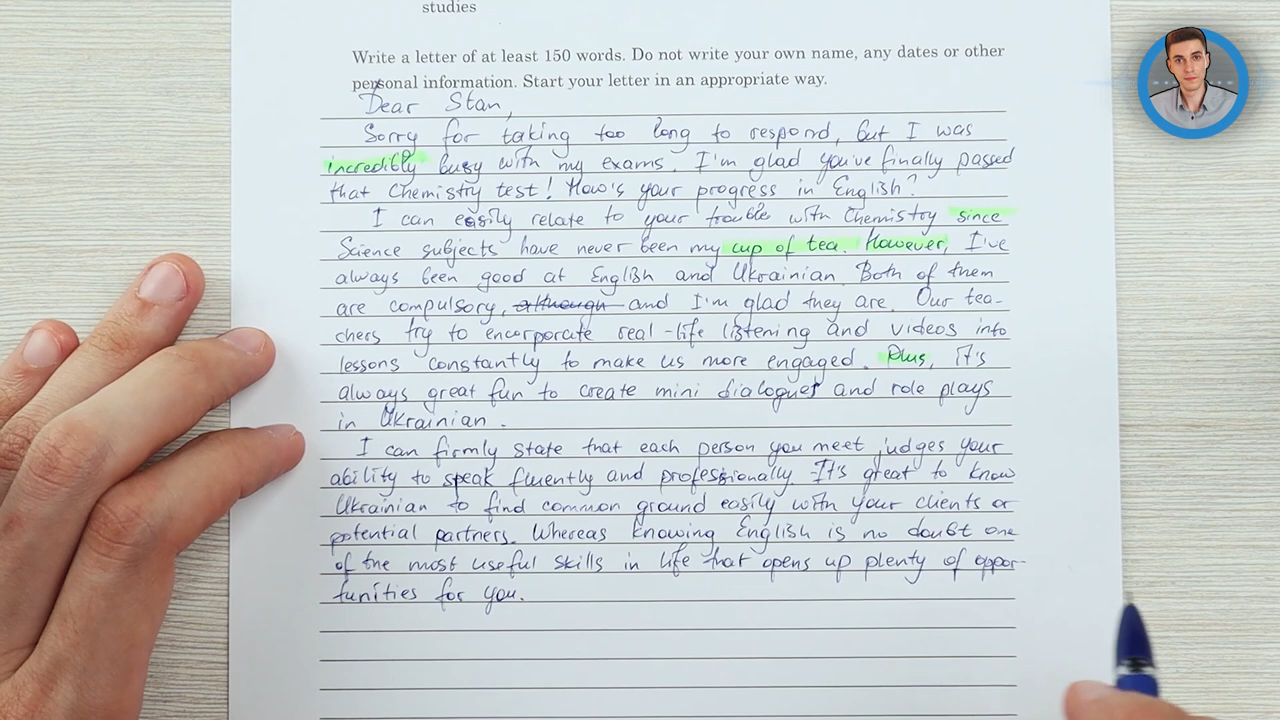 studies
Write a letter of at least 150 words. Do not write your own name, any dates or other
personal information. Start your letter in an appropriate way.
Dear Stan,
Sorry for taking too long to respond, but I was
incredibly busy with my exams. I'm glad you've finally passed
that Chemistry test! How's your progress in English?
I can easily relate to your trouble with Chemistry since
Science subjects have never been my cup of tea. However, I've
always been good at English and Ukrainian. Both of them
are compulsory, although and I'm glad they are. Our tea-
chers try to encorporate real-life listening and videos into
lessons constantly to make us more engaged. Plus, it's
always great fun to create mini dialogues and role plays
in Ukrainian.
I can firmly state that each person you meet judges your
ability to speak fluently and professionally. It's great to know
Ukrainian to find common ground easily with your clients or
potential partners. Whereas knowing English is no doubt one
of the most useful skills in life that opens up plenty of oppor-
tunities for you.